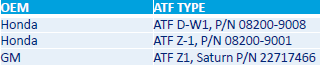 OEM ATF TYPE
Honda ATF D-W1, P/N 08200-9008
Honda ATF Z-1, P/N 08200-9001
GM ATF Z1, Saturn P/N 22717466